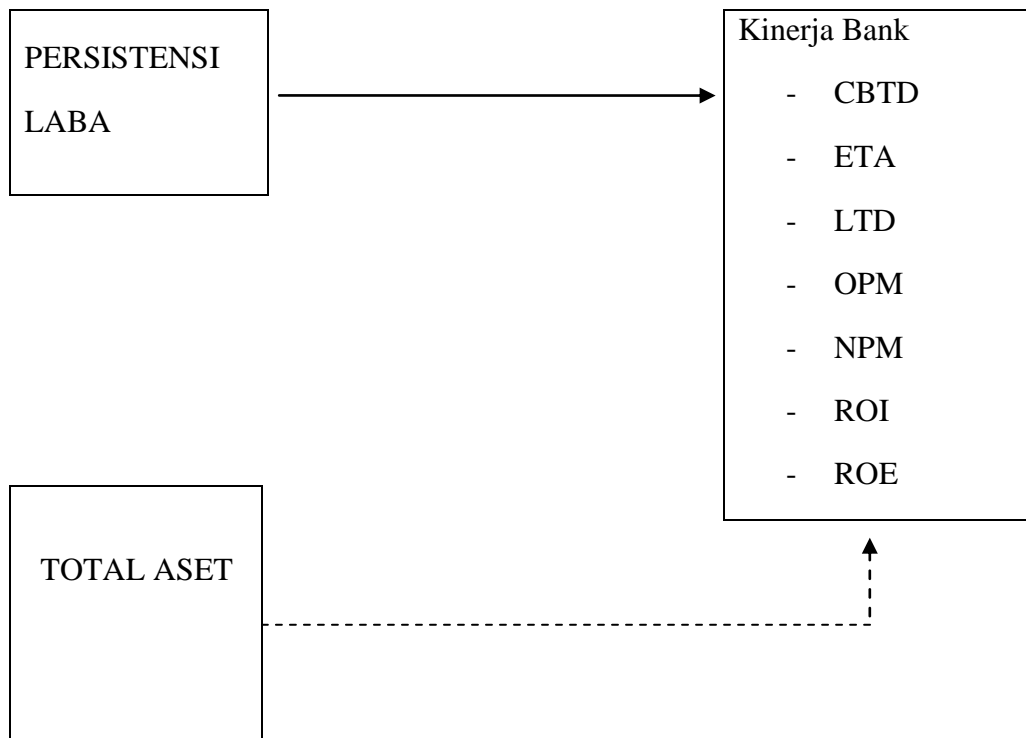 PERSISTENSI
LABA
Kinerja Bank
- CBTD
- ETA
- LTD
- OPM
- NPM
- ROI
- ROE
TOTAL ASET